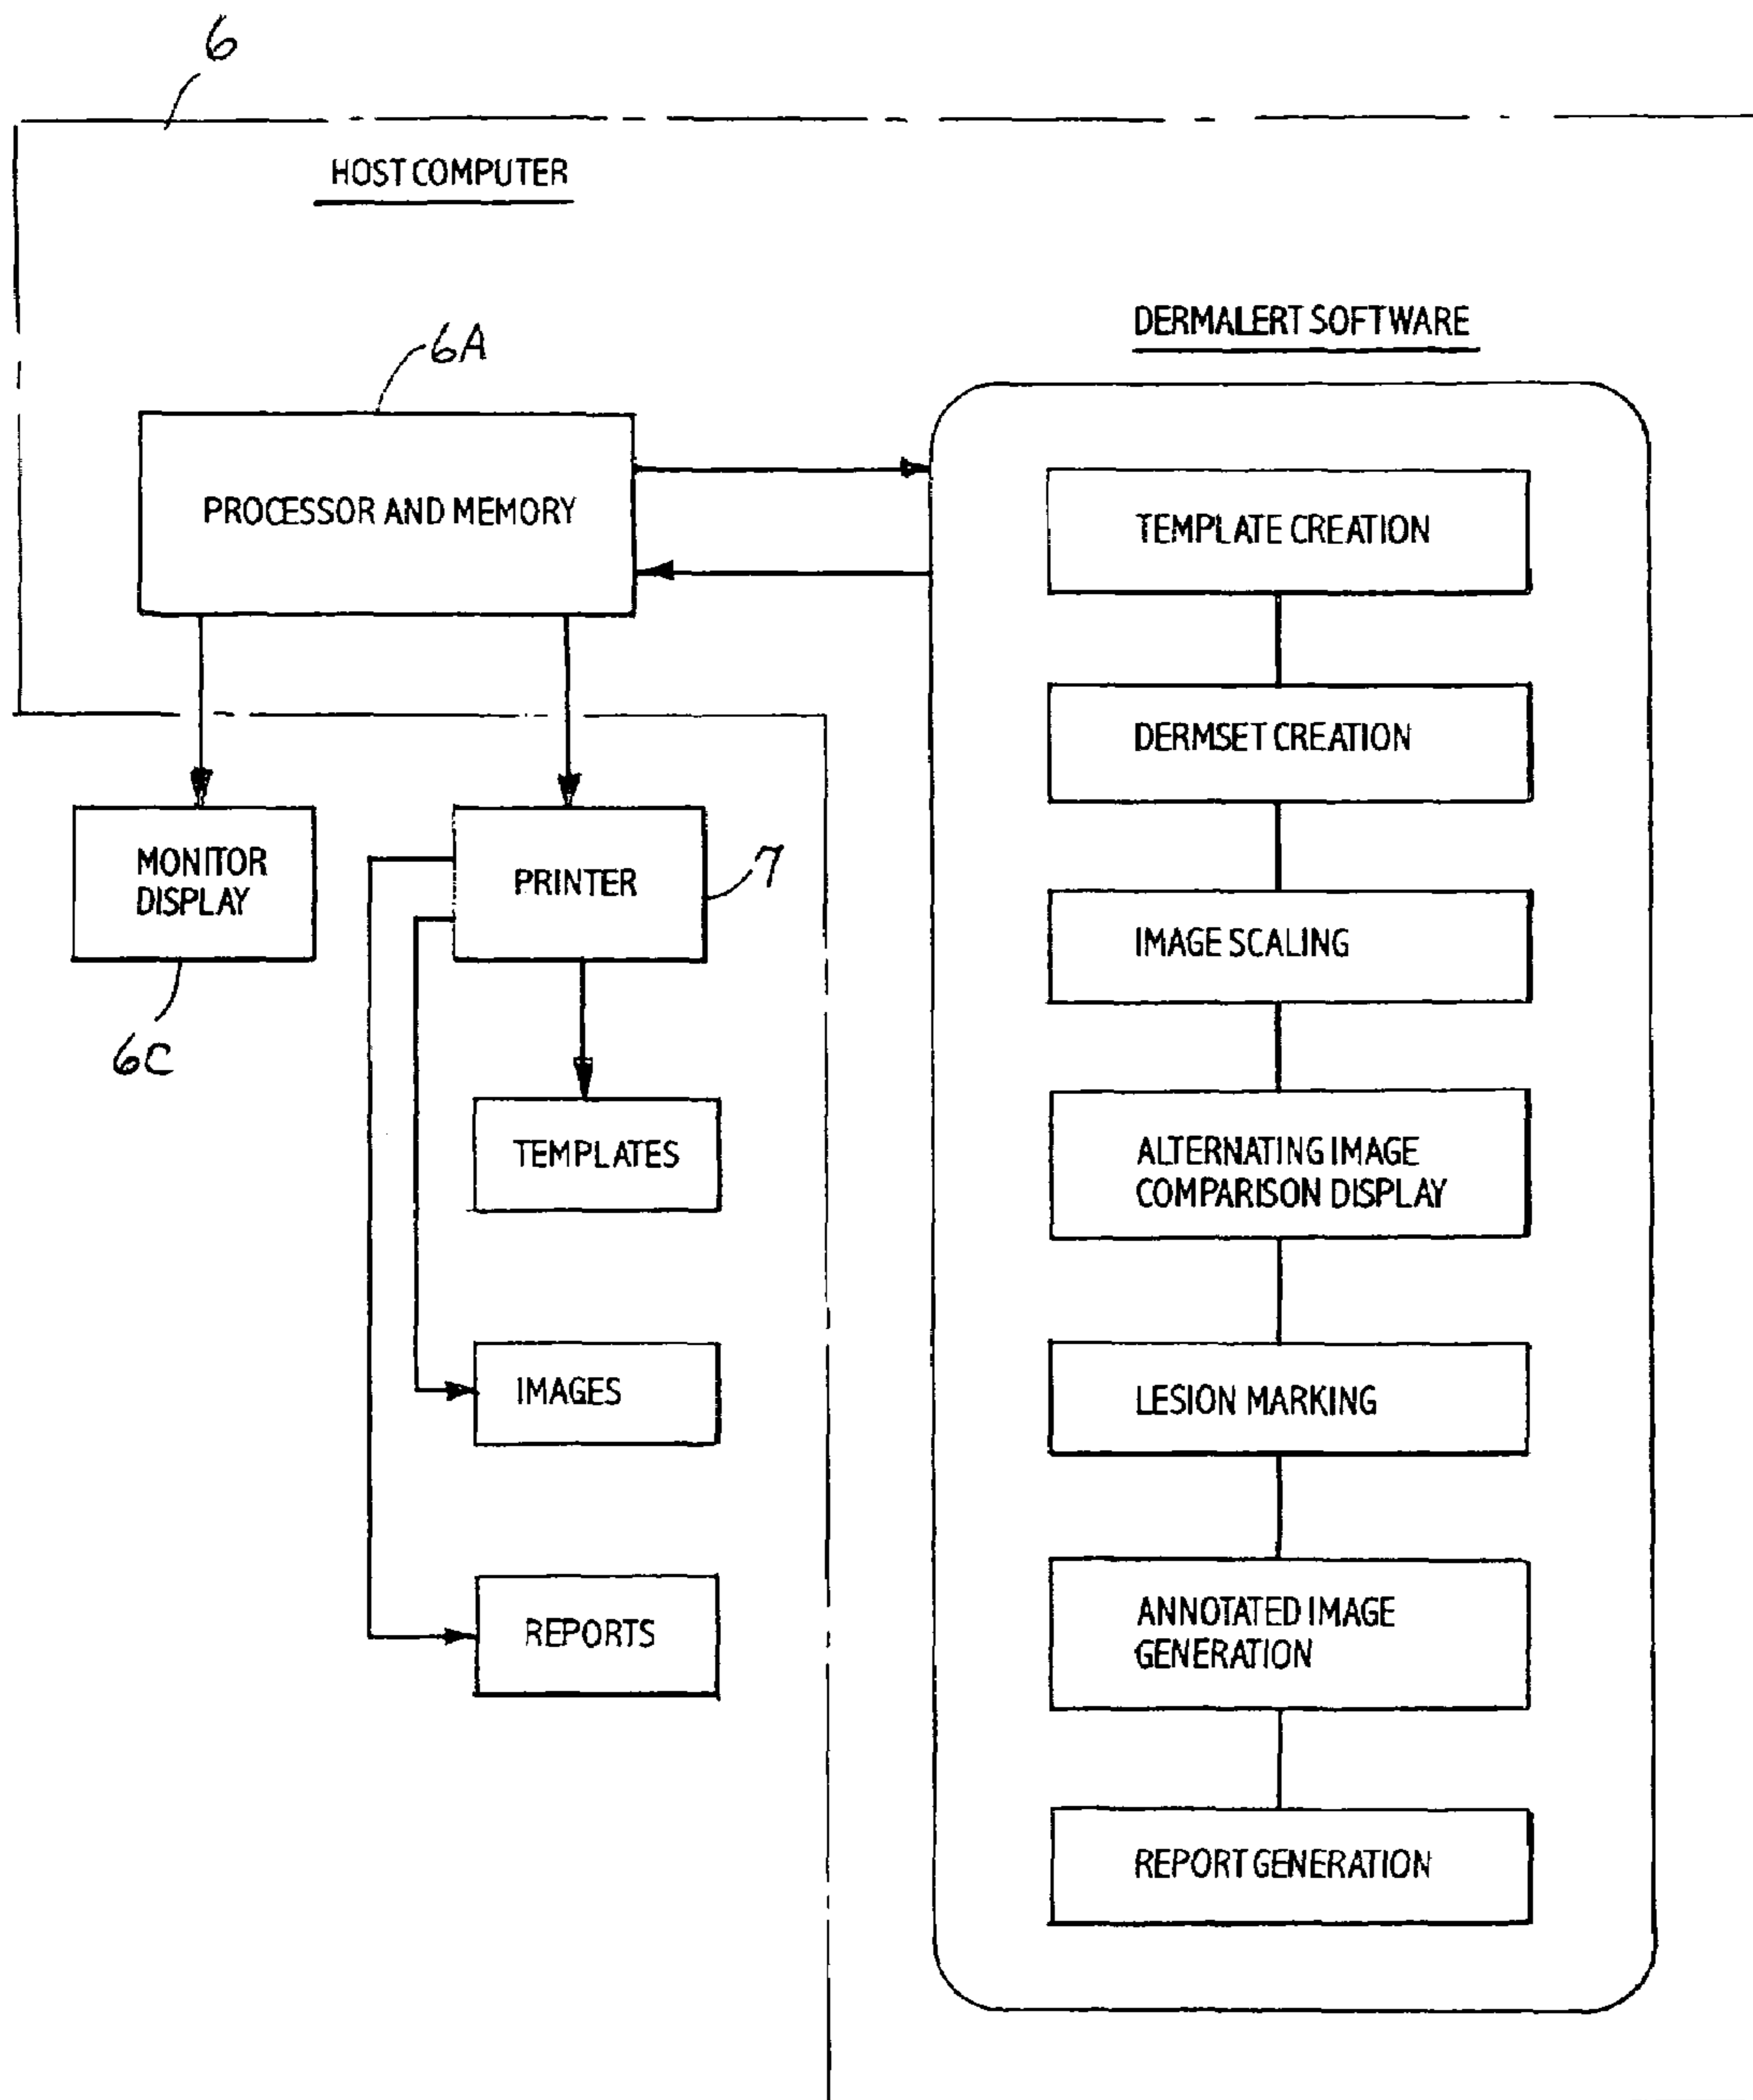 6
HOST COMPUTER
DERMALERT SOFTWARE
6A
PROCESSOR AND MEMORY
TEMPLATE CREATION
DERMSET CREATION
MONITOR
DISPLAY
PRINTER
7
IMAGE SCALING
6C
TEMPLATES
ALTERNATING IMAGE
COMPARISON DISPLAY
IMAGES
LESION MARKING
REPORTS
ANNOTATED IMAGE
GENERATION
REPORT GENERATION